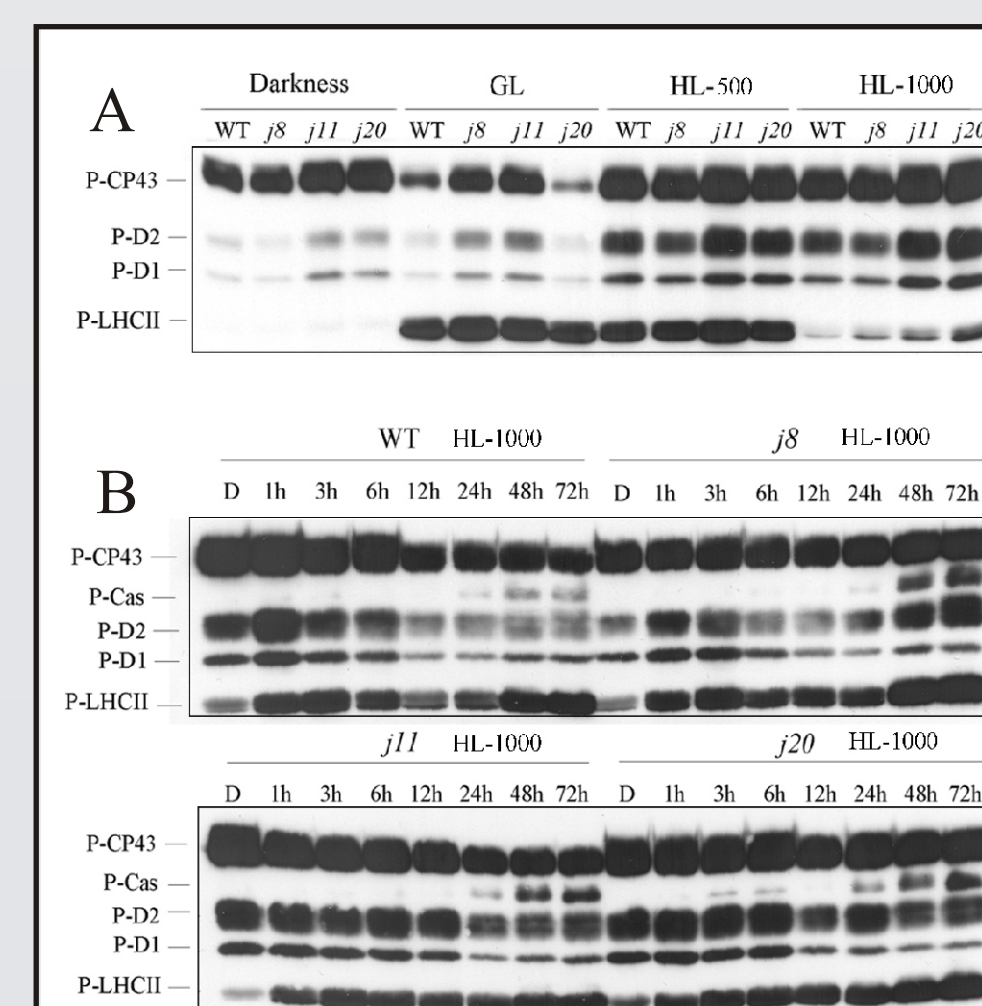 A
Darkness GL HL-500 HL-1000
WT j8 j11 j20 WT j8 j11 j20 WT j8 j11 j20 WT j8 j11 j20
P-CP43
P-D2
P-D1
P-LHCII
B
WT HL-1000 j8 HL-1000
D 1h 3h 6h 12h 24h 48h 72h D 1h 3h 6h 12h 24h 48h 72h
P-CP43
P-Cas
P-D2
P-D1
P-LHCII
j11 HL-1000 j20 HL-1000
D 1h 3h 6h 12h 24h 48h 72h D 1h 3h 6h 12h 24h 48h 72h
P-CP43
P-Cas
P-D2
P-D1
P-LHCII